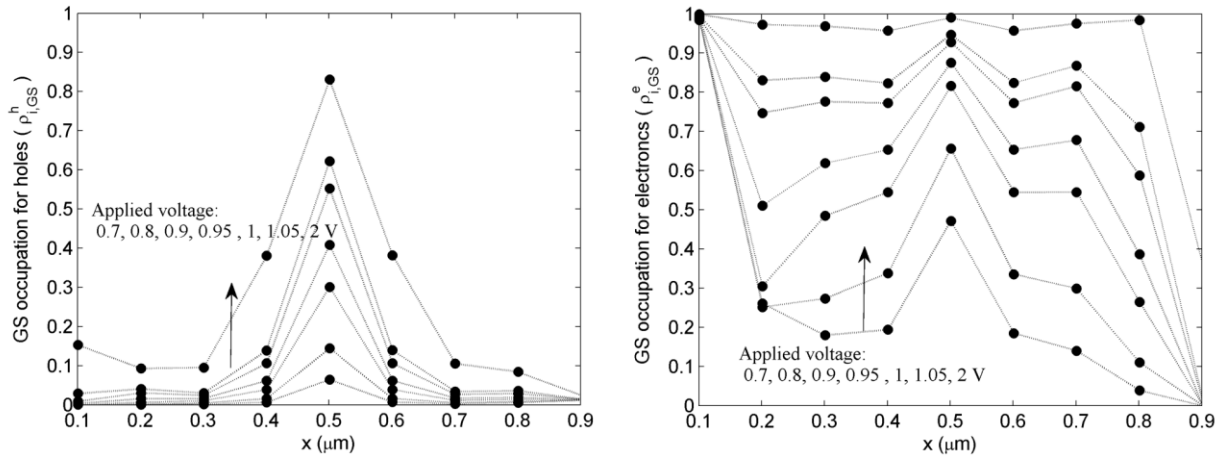 GS occupation for holes ( ρ^h_i,GS )
1
0.9
0.8
0.7
0.6
0.5
0.4
0.3
0.2
0.1
0
Applied voltage:
0.7, 0.8, 0.9, 0.95 , 1, 1.05, 2 V
0.1 0.2 0.3 0.4 0.5 0.6 0.7 0.8 0.9
x (μm)
GS occupation for electroncs ( ρ^e_i,GS )
1
0.9
0.8
0.7
0.6
0.5
0.4
0.3
0.2
0.1
0
Applied voltage:
0.7, 0.8, 0.9, 0.95 , 1, 1.05, 2 V
0.1 0.2 0.3 0.4 0.5 0.6 0.7 0.8 0.9
x (μm)